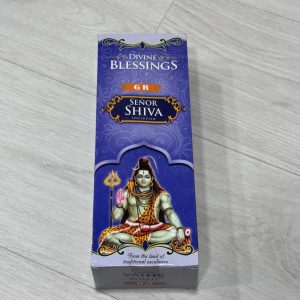 DIVINE
BLESSINGS
GR
SEÑOR
SHIVA
From the land of
traditional excellence